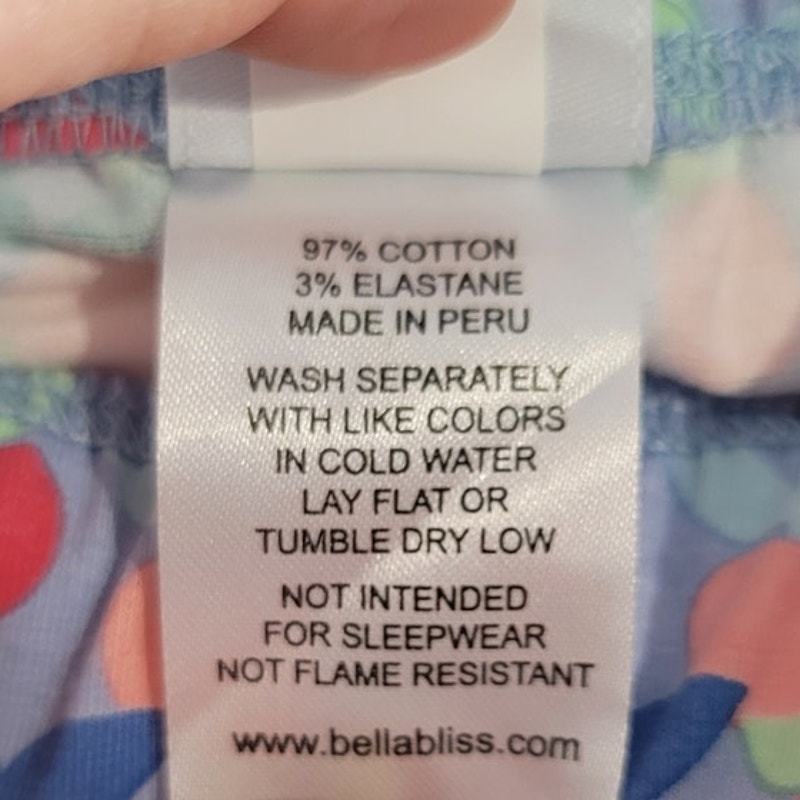 97% COTTON
3% ELASTANE
MADE IN PERU
WASH SEPARATELY
WITH LIKE COLORS
IN COLD WATER
LAY FLAT OR
TUMBLE DRY LOW
NOT INTENDED
FOR SLEEPWEAR
NOT FLAME RESISTANT
www.bellabliss.com